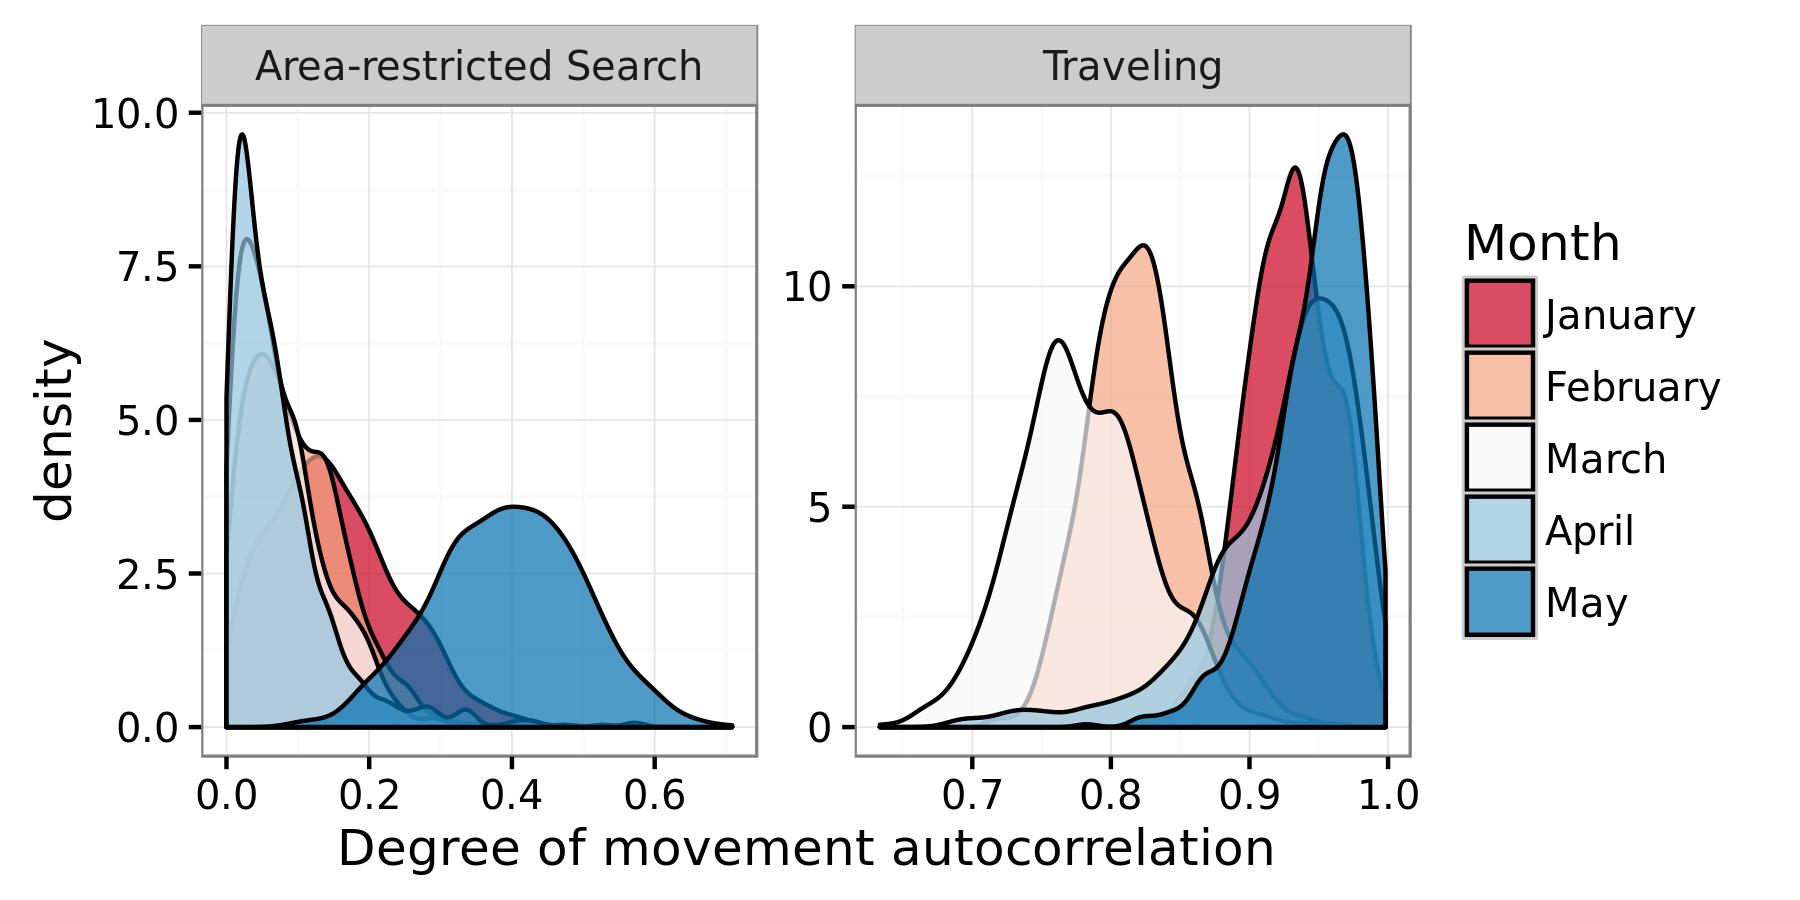 Area-restricted Search
Traveling
10.0
7.5
5.0
2.5
0.0
density
10
5
0
0.0 0.2 0.4 0.6
0.7 0.8 0.9 1.0
Degree of movement autocorrelation
Month
January
February
March
April
May